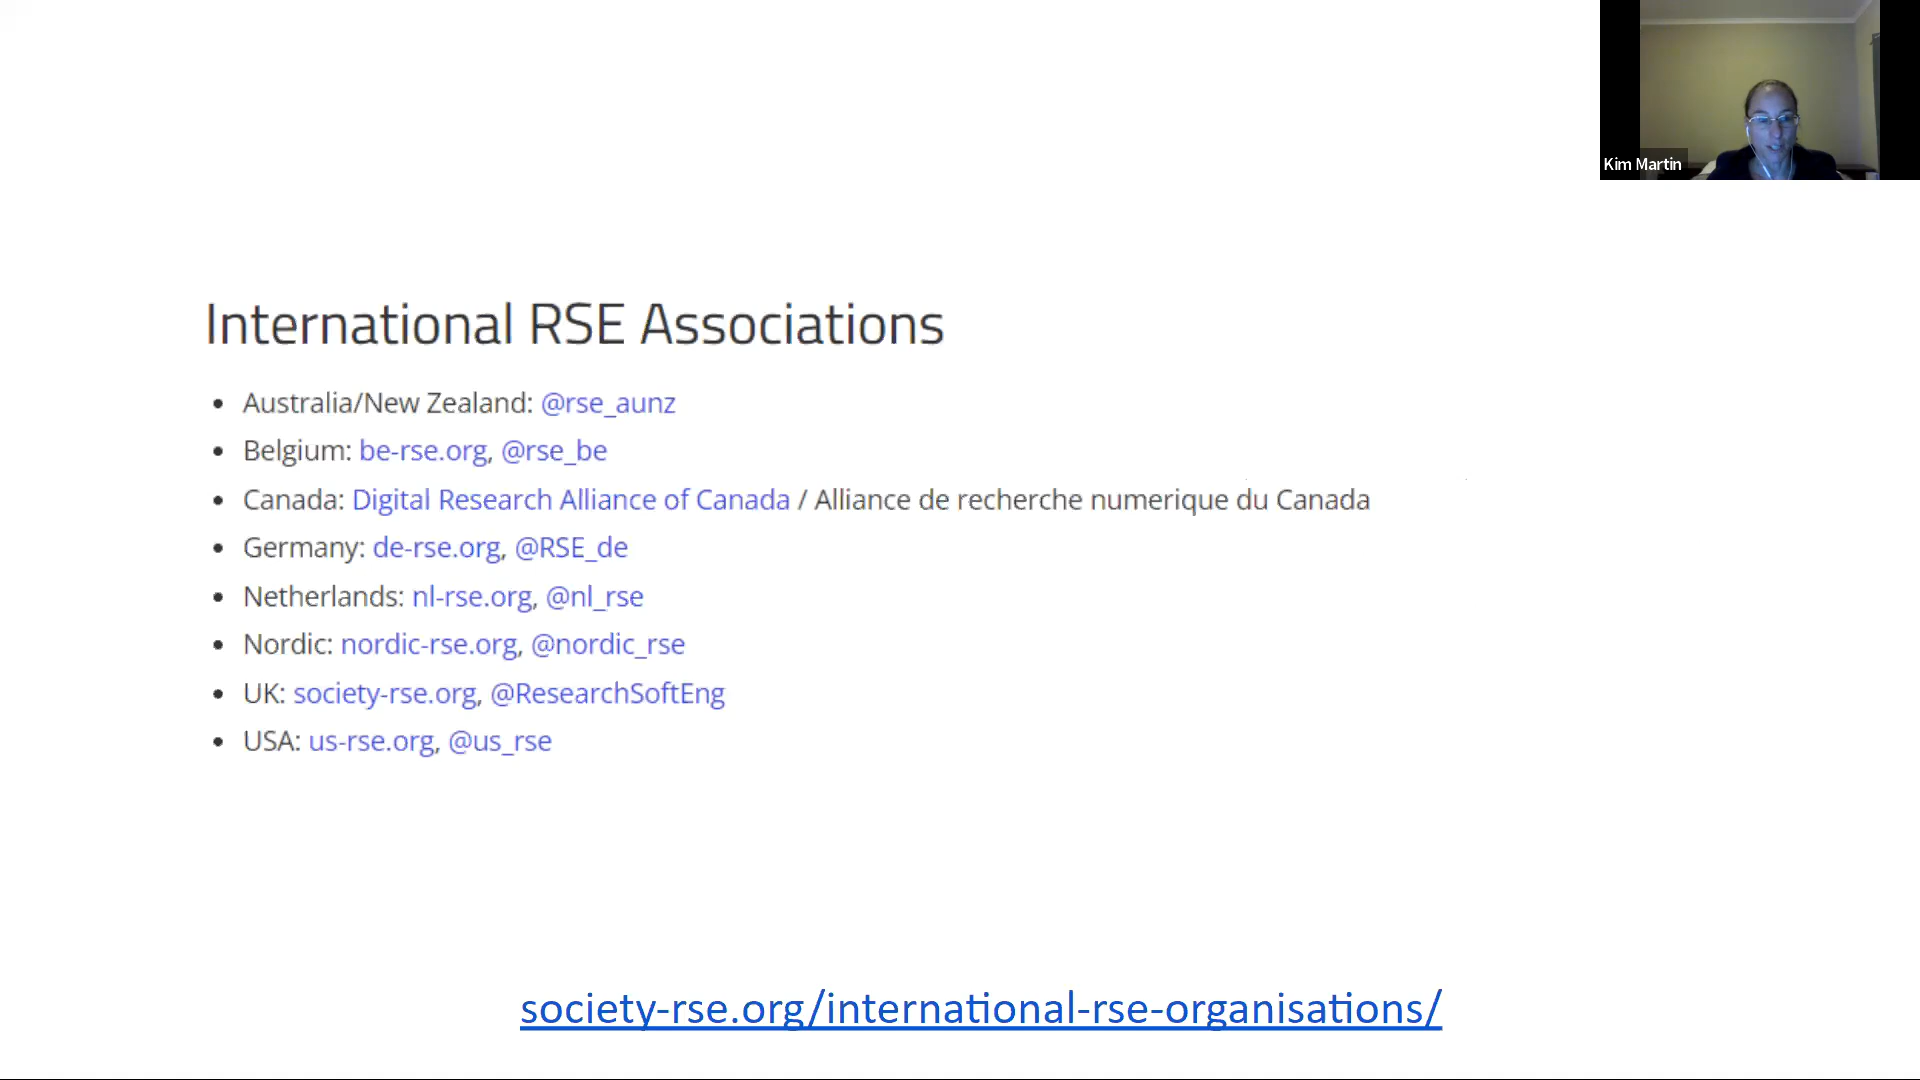 Kim Martin
International RSE Associations
• Australia/New Zealand: @rse_aunz
• Belgium: be-rse.org, @rse_be
• Canada: Digital Research Alliance of Canada / Alliance de recherche numerique du Canada
• Germany: de-rse.org, @RSE_de
• Netherlands: nl-rse.org, @nl_rse
• Nordic: nordic-rse.org, @nordic_rse
• UK: society-rse.org, @ResearchSoftEng
• USA: us-rse.org, @us_rse
society-rse.org/international-rse-organisations/